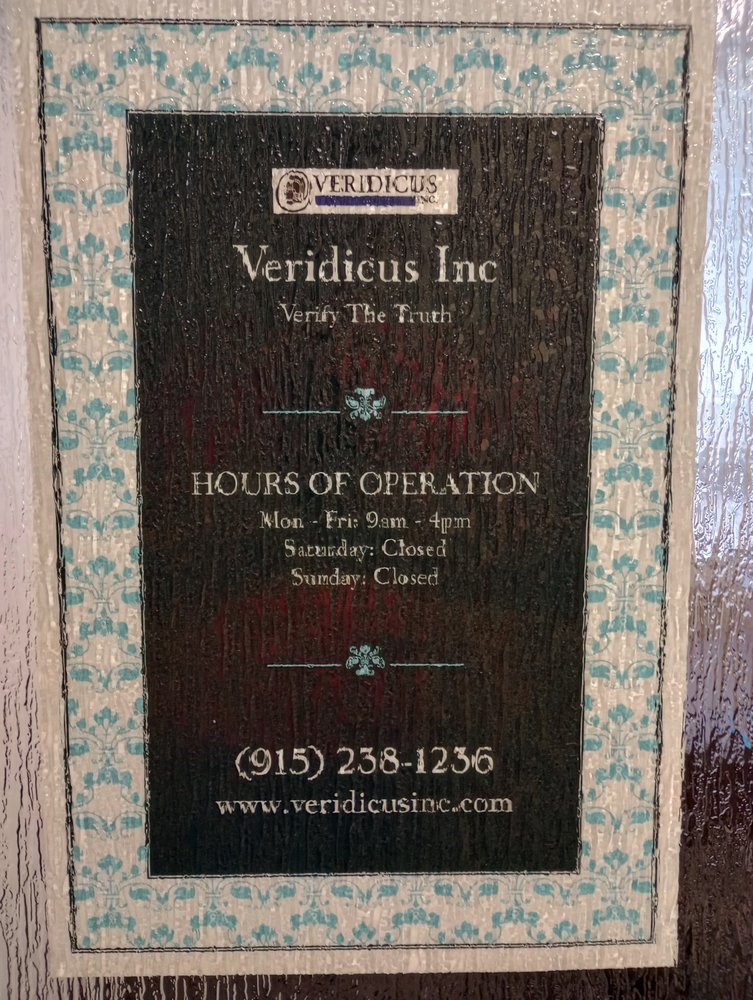 VERIDICUS
INC.
Veridicus Inc
Verify The Truth
HOURS OF OPERATION
Mon - Fri: 9am - 4pm
Saturday: Closed
Sunday: Closed
(915) 238-1236
www.veridicusinc.com